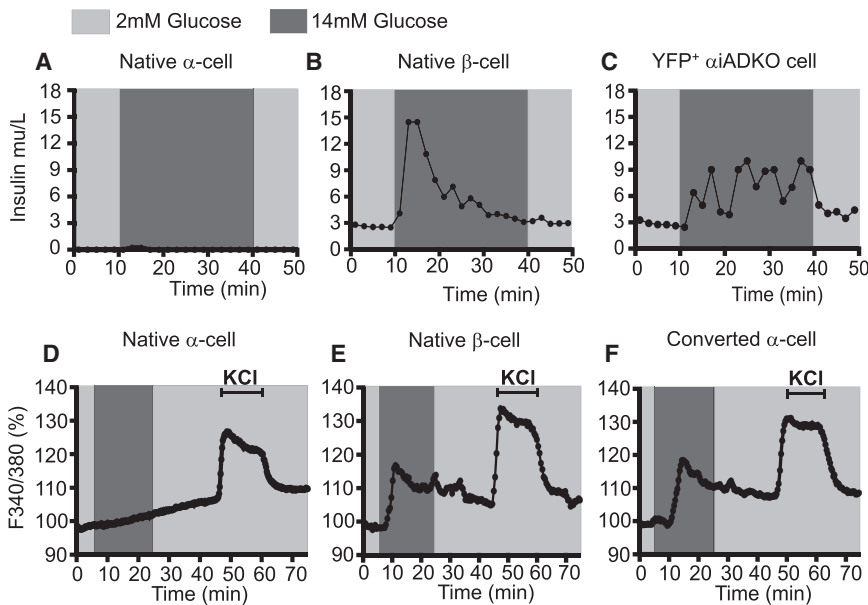 2mM Glucose 14mM Glucose
A Native α-cell B Native β-cell C YFP⁺ αiADKO cell
Insulin mu/L
18 15 12 9 6 3 0
0 10 20 30 40 50
Time (min)
18 15 12 9 6 3 0
0 10 20 30 40 50
Time (min)
18 15 12 9 6 3 0
0 10 20 30 40 50
Time (min)
D Native α-cell E Native β-cell F Converted α-cell
F340/380 (%)
KCl
140 130 120 110 100 90
0 10 20 30 40 50 60 70
Time (min)
KCl
140 130 120 110 100 90
0 10 20 30 40 50 60 70
Time (min)
KCl
140 130 120 110 100 90
0 10 20 30 40 50 60 70
Time (min)